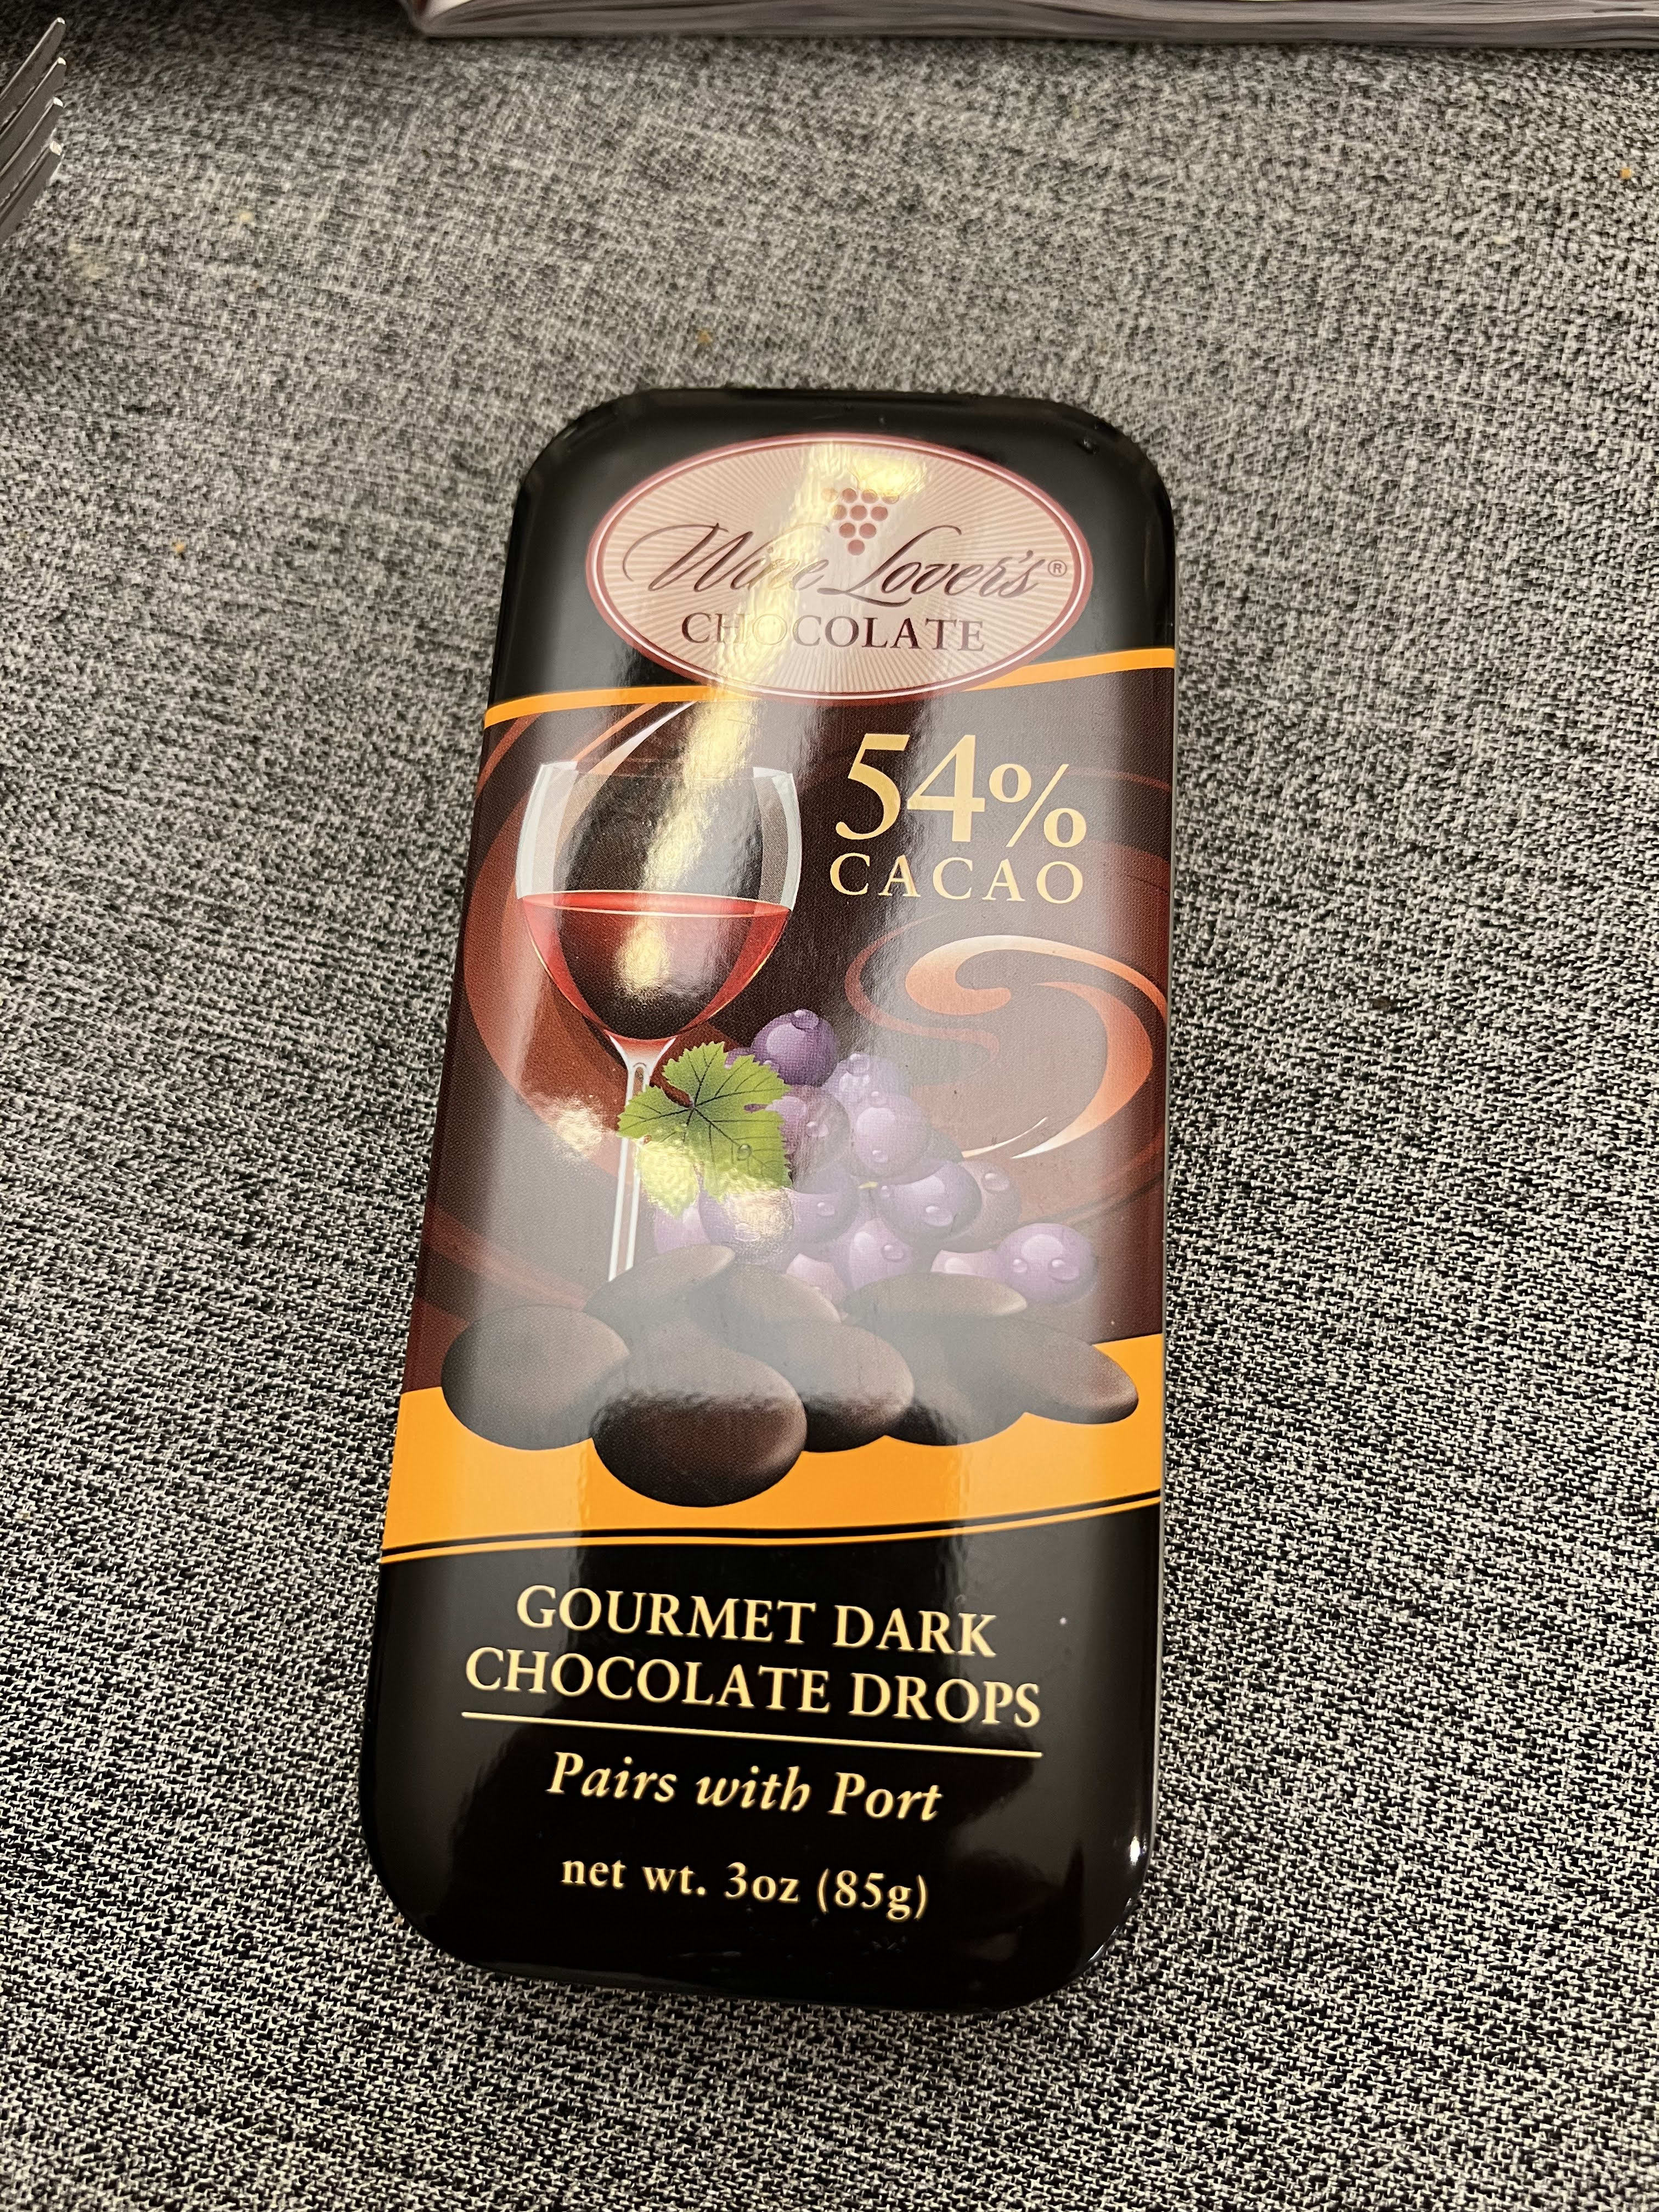 Wine Lover's®
CHOCOLATE
54%
CACAO
GOURMET DARK
CHOCOLATE DROPS
Pairs with Port
net wt. 3oz (85g)